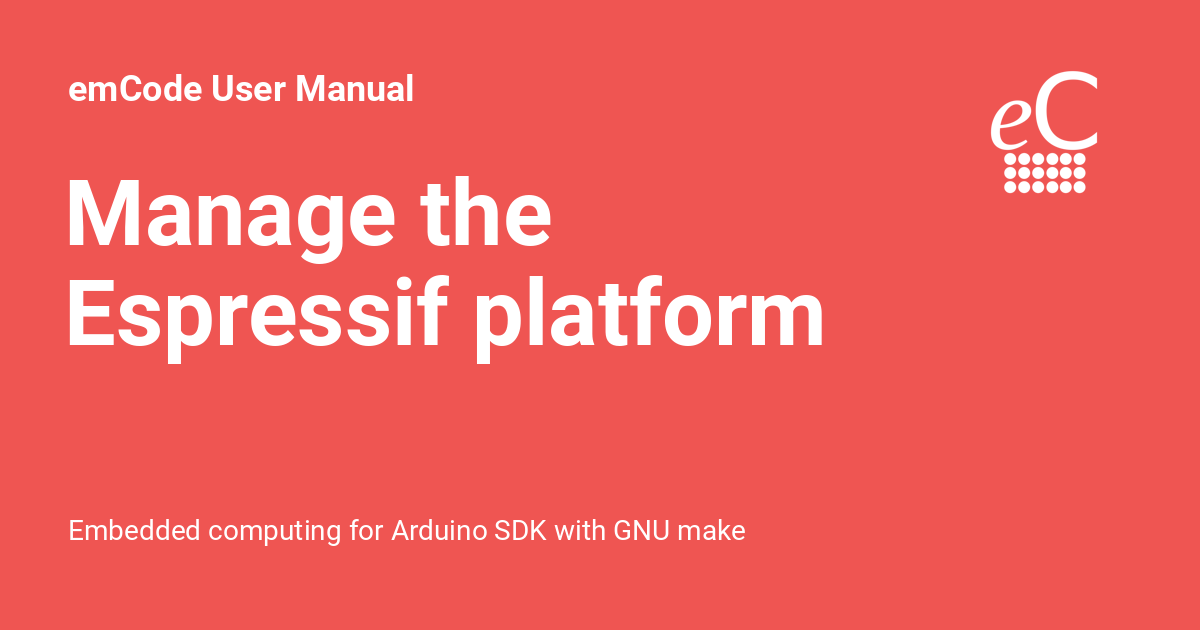 emCode User Manual
eC
Manage the
Espressif platform
Embedded computing for Arduino SDK with GNU make